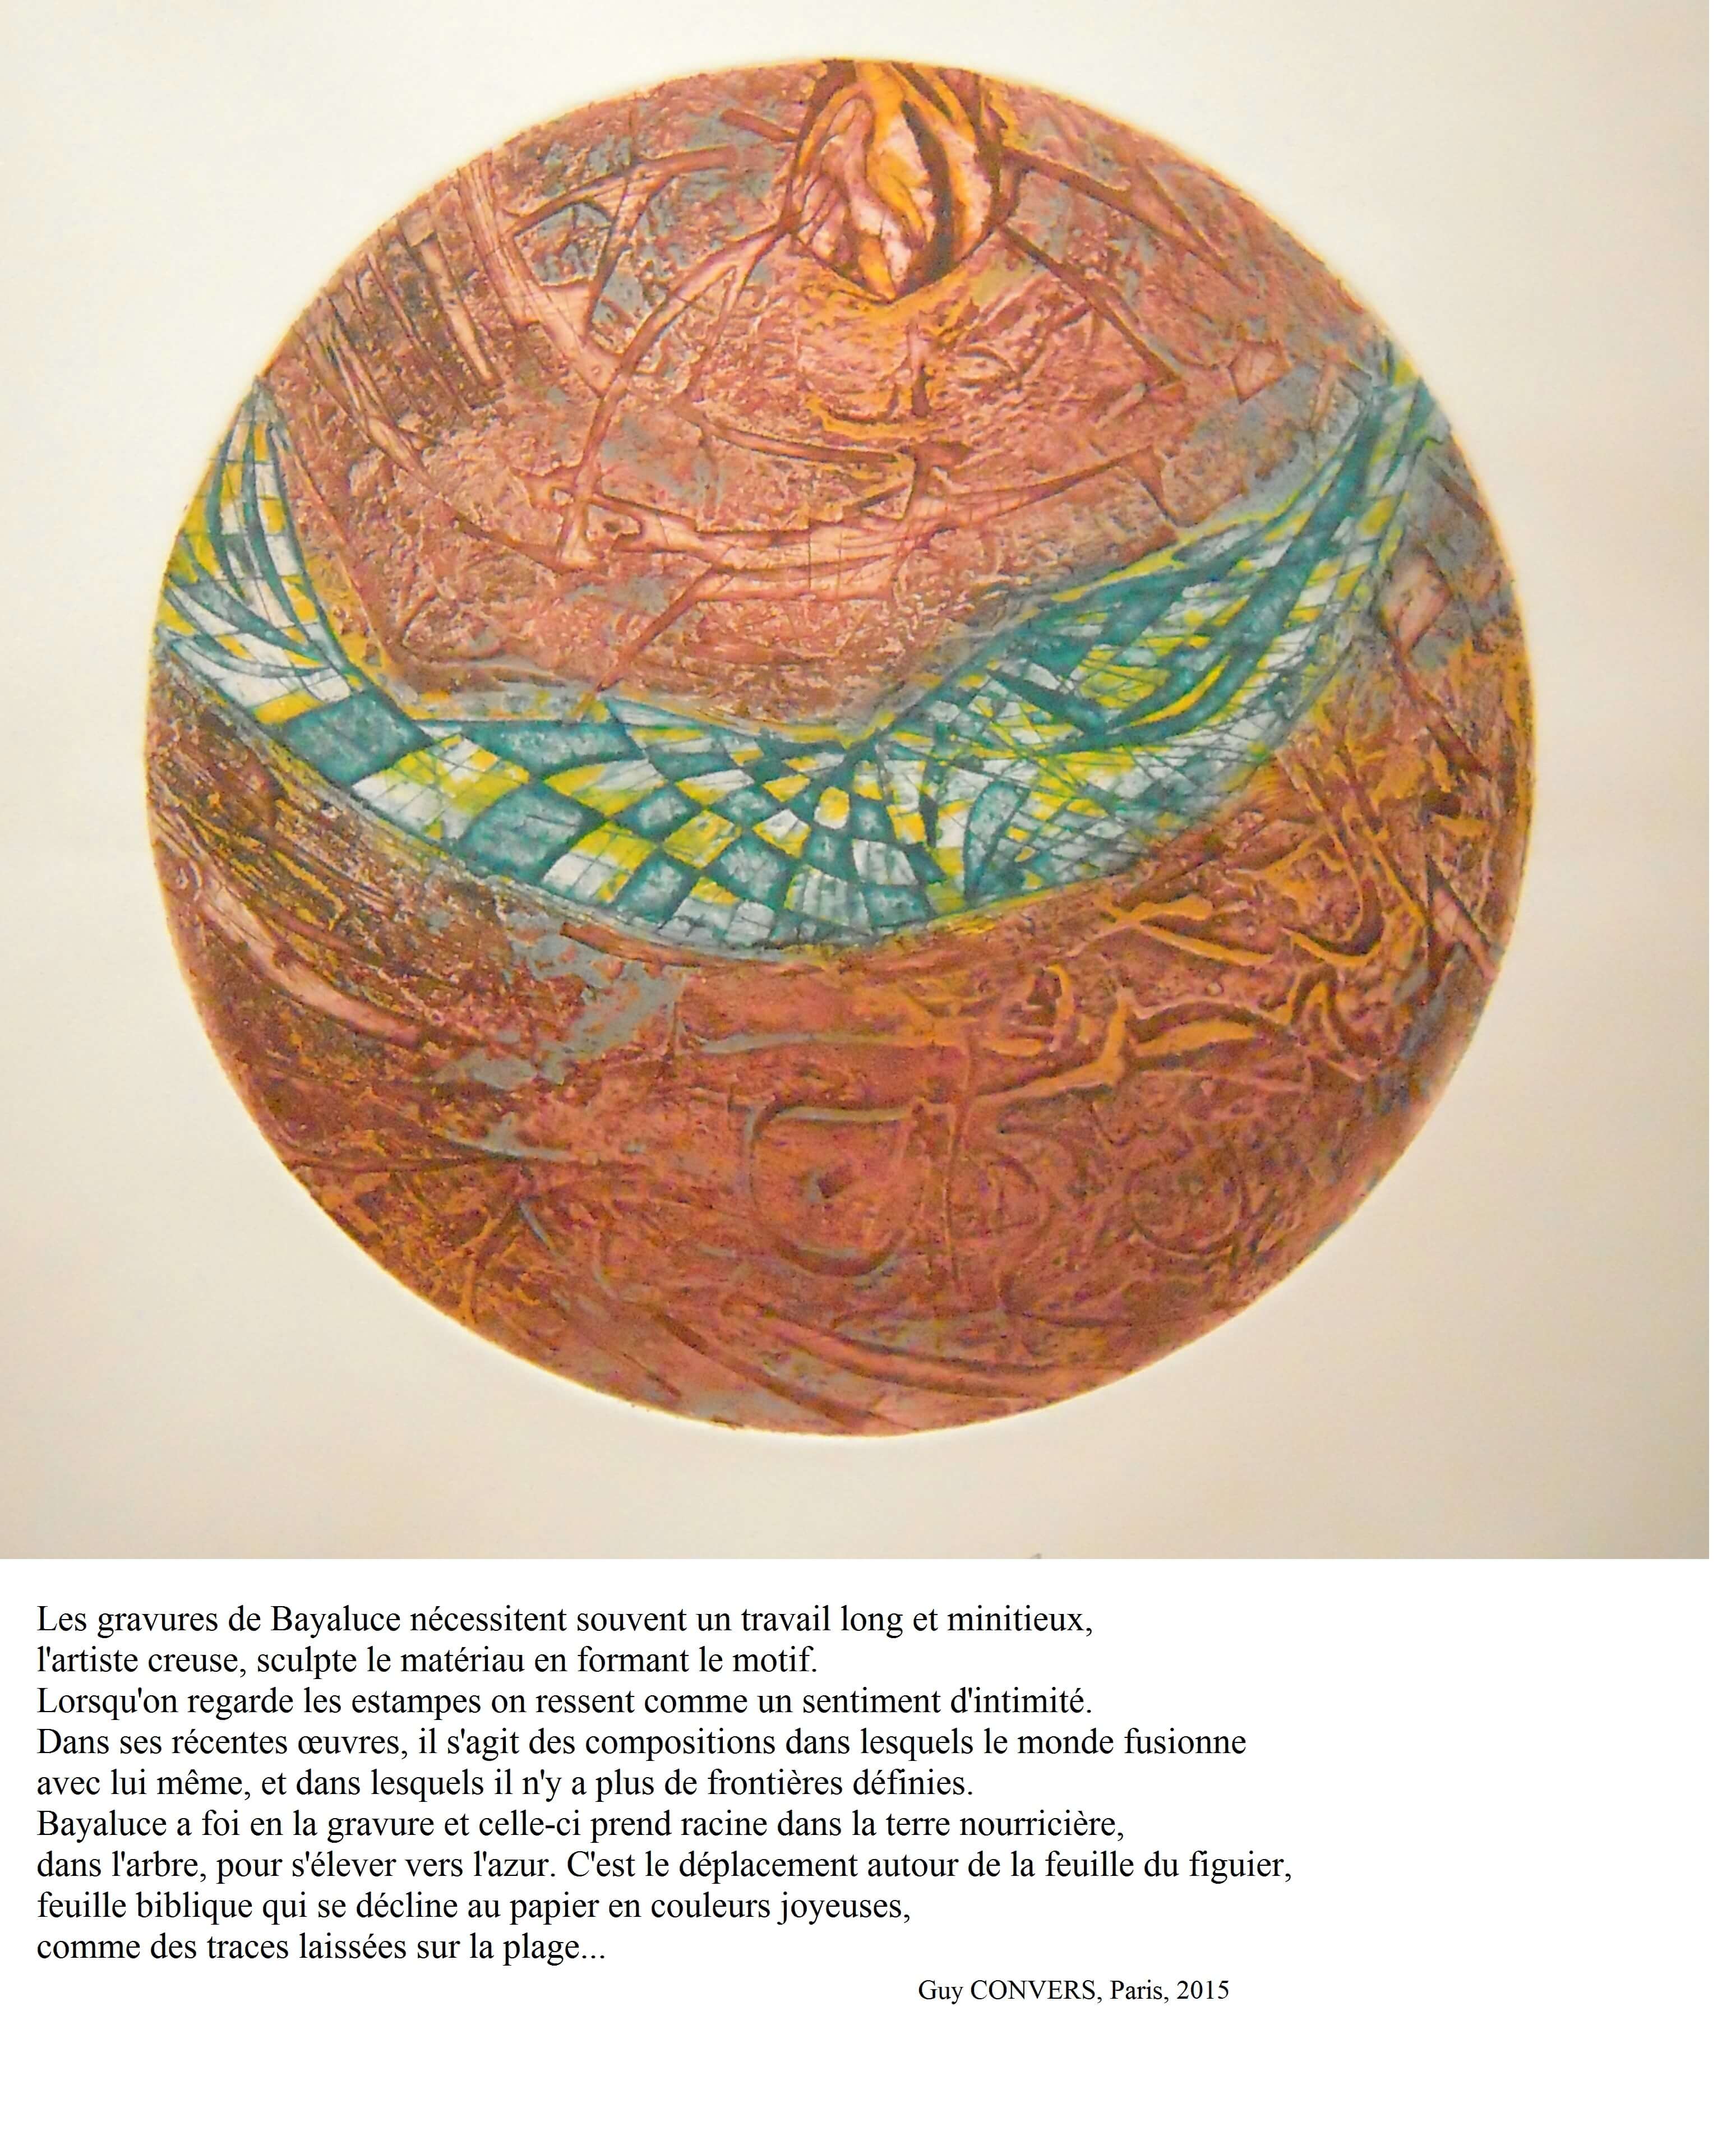 Les gravures de Bayaluce nécessitent souvent un travail long et minitieux,
l'artiste creuse, sculpte le matériau en formant le motif.
Lorsqu'on regarde les estampes on ressent comme un sentiment d'intimité.
Dans ses récentes œuvres, il s'agit des compositions dans lesquels le monde fusionne
avec lui même, et dans lesquels il n'y a plus de frontières définies.
Bayaluce a foi en la gravure et celle-ci prend racine dans la terre nourricière,
dans l'arbre, pour s'élever vers l'azur. C'est le déplacement autour de la feuille du figuier,
feuille biblique qui se décline au papier en couleurs joyeuses,
comme des traces laissées sur la plage...
Guy CONVERS, Paris, 2015